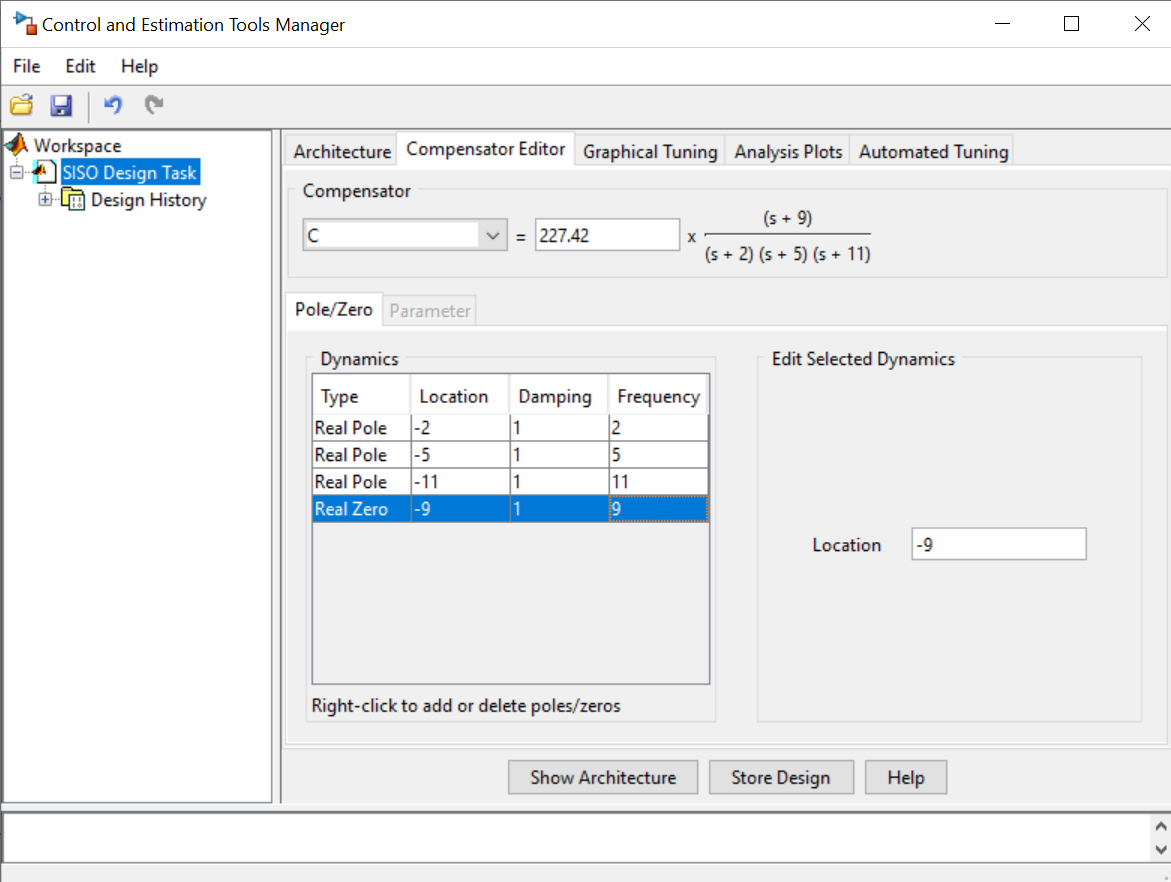 Control and Estimation Tools Manager
File Edit Help
Workspace
SISO Design Task
Design History
Architecture Compensator Editor Graphical Tuning Analysis Plots Automated Tuning
Compensator
C = 227.42 x (s + 9)
(s + 2) (s + 5) (s + 11)
Pole/Zero Parameter
Dynamics
Type Location Damping Frequency
Real Pole -2 1 2
Real Pole -5 1 5
Real Pole -11 1 11
Real Zero -9 1 9
Right-click to add or delete poles/zeros
Edit Selected Dynamics
Location -9
Show Architecture Store Design Help